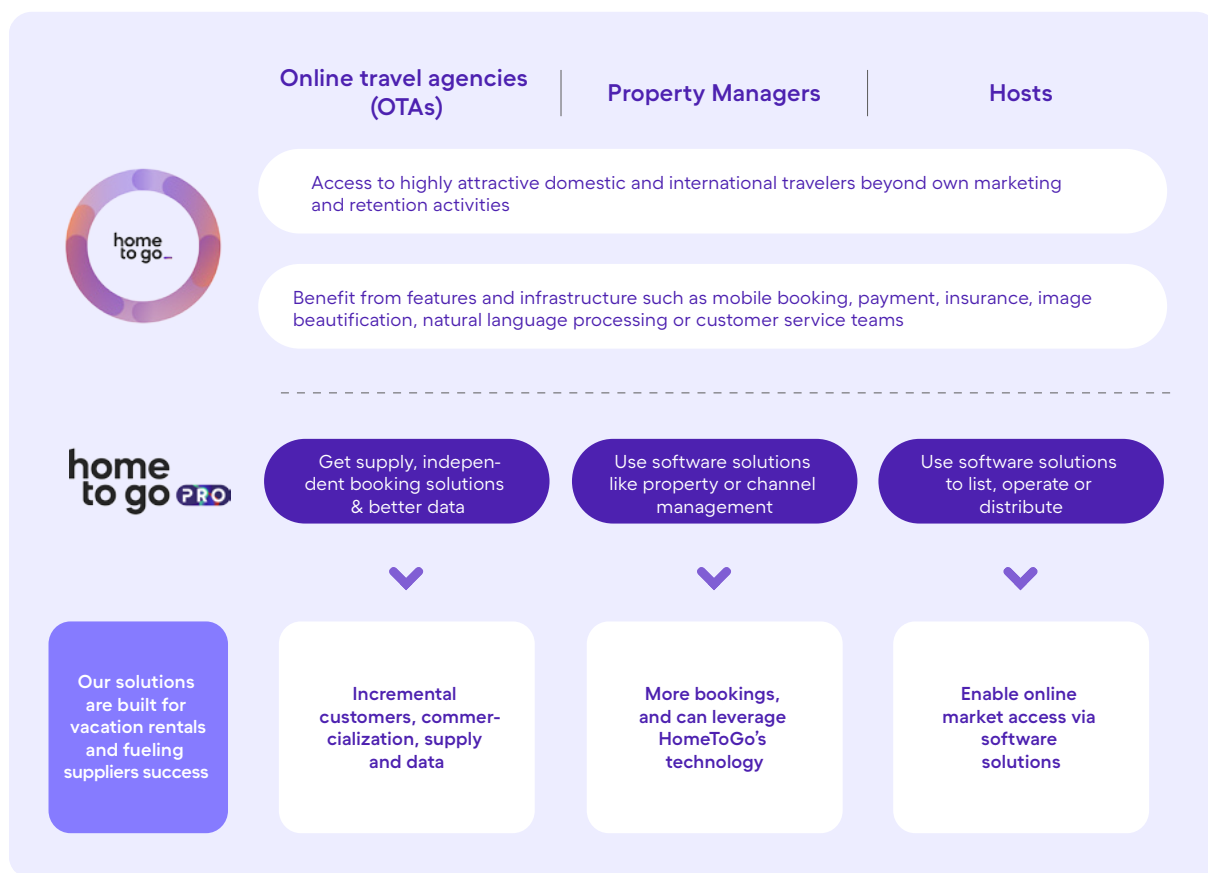 Online travel agencies
(OTAs)
Property Managers
Hosts
home
to go_
Access to highly attractive domestic and international travelers beyond own marketing
and retention activities
Benefit from features and infrastructure such as mobile booking, payment, insurance, image
beautification, natural language processing or customer service teams
home
to go PRO
Get supply, indepen-
dent booking solutions
& better data
Use software solutions
like property or channel
management
Use software solutions
to list, operate or
distribute
Our solutions
are built for
vacation rentals
and fueling
suppliers success
Incremental
customers, commer-
cialization, supply
and data
More bookings,
and can leverage
HomeToGo’s
technology
Enable online
market access via
software
solutions